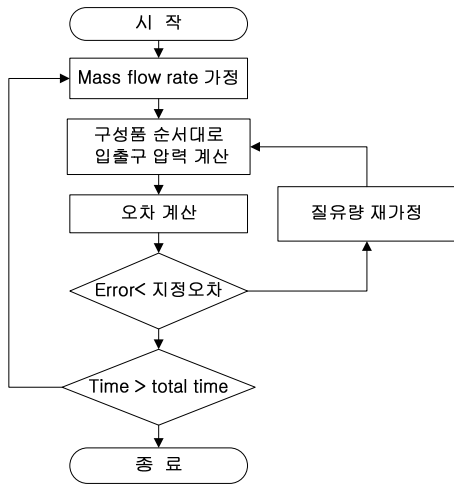 시 작
Mass flow rate 가정
구성품 순서대로
입출구 압력 계산
오차 계산
질유량 재가정
Error< 지정오차
Time > total time
종 료